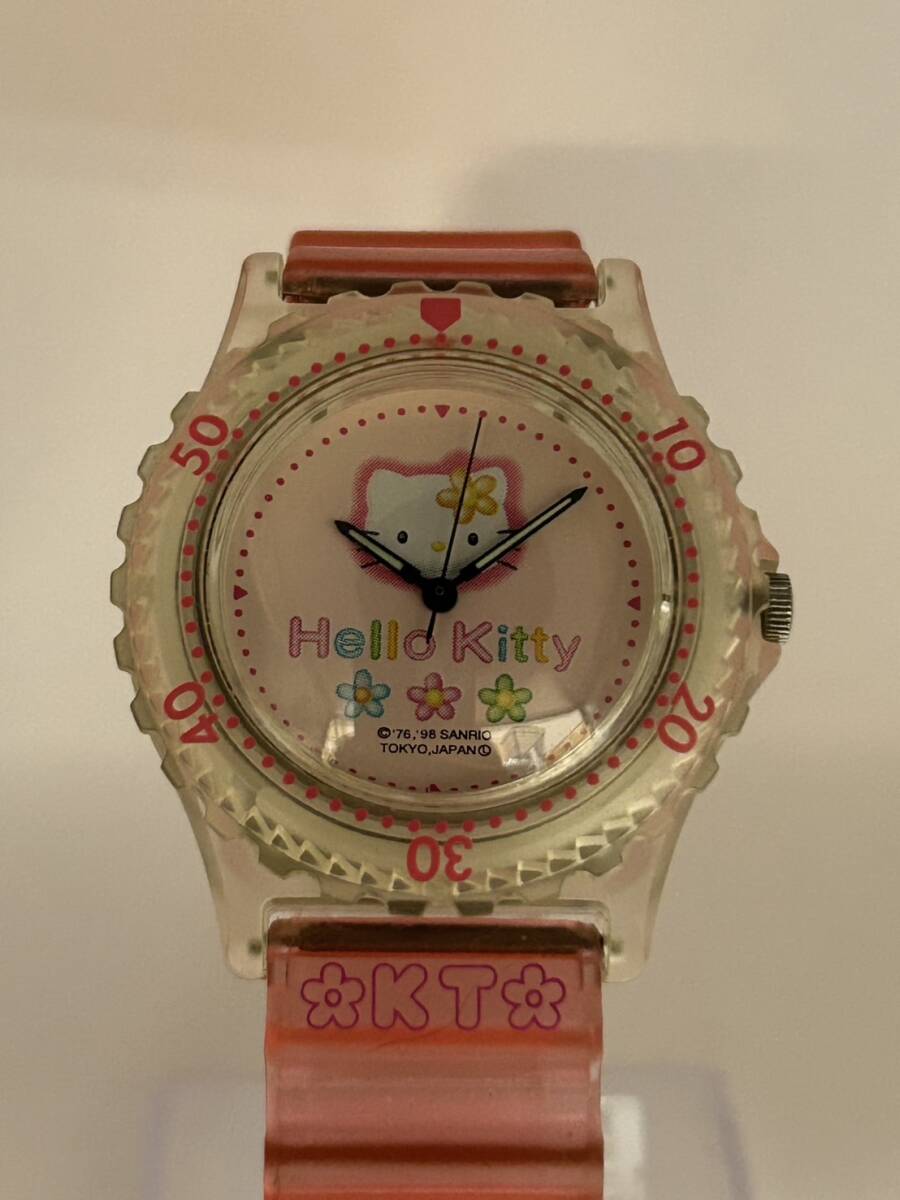 50
10
Hello Kitty
©'76,'98 SANRIO
TOKYO,JAPAN Ⓛ
40
20
30
KT